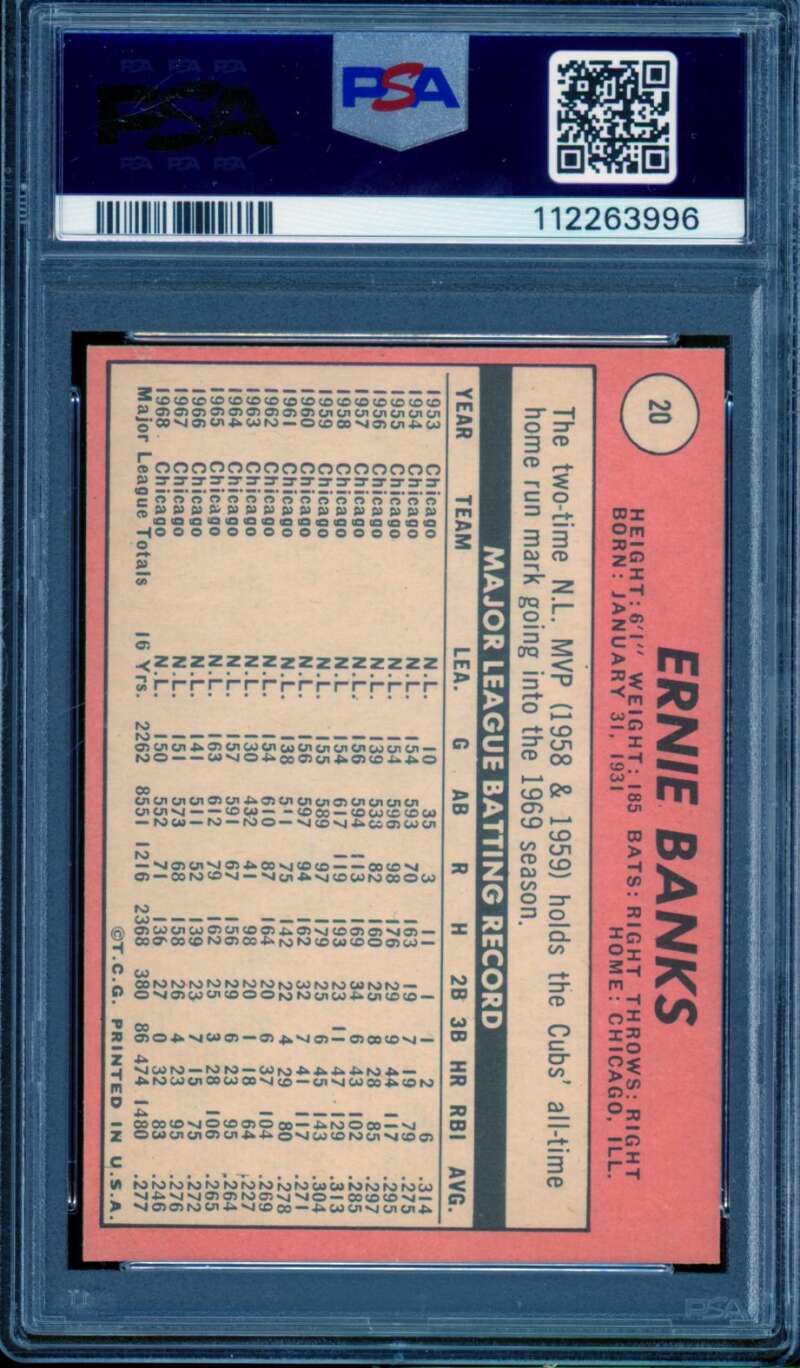 PSA PSA PSA
PSA
PSA PSA PSA
PSA
112263996
20
ERNIE BANKS
HEIGHT: 6'1" WEIGHT: 185 BATS: RIGHT THROWS: RIGHT
BORN: JANUARY 31, 1931 HOME: CHICAGO, ILL.
The two-time N.L. MVP (1958 & 1959) holds the Cubs' all-time
home run mark going into the 1969 season.
MAJOR LEAGUE BATTING RECORD
YEAR TEAM LEA. G AB R H 2B 3B HR RBI AVG.
1953 Chicago N.L. 10 35 3 11 1 1 2 6 .314
1954 Chicago N.L. 154 593 70 163 19 7 19 79 .275
1955 Chicago N.L. 154 596 98 176 29 9 44 117 .295
1956 Chicago N.L. 139 538 82 160 25 8 28 85 .297
1957 Chicago N.L. 156 594 113 169 34 6 43 102 .285
1958 Chicago N.L. 154 617 119 193 23 11 47 129 .313
1959 Chicago N.L. 155 589 97 179 25 6 45 143 .304
1960 Chicago N.L. 156 597 94 162 32 7 41 117 .271
1961 Chicago N.L. 138 511 75 142 22 4 29 80 .278
1962 Chicago N.L. 154 610 87 164 20 6 37 104 .269
1963 Chicago N.L. 130 432 41 98 20 1 18 64 .227
1964 Chicago N.L. 157 591 67 156 29 6 23 95 .264
1965 Chicago N.L. 163 612 79 162 25 3 28 106 .265
1966 Chicago N.L. 141 511 52 139 23 7 15 75 .272
1967 Chicago N.L. 151 573 68 158 26 4 23 95 .276
1968 Chicago N.L. 150 552 71 136 27 0 32 83 .246
Major League Totals 16 Yrs. 2262 8551 1216 2368 380 86 474 1480 .277
©T.C.G. PRINTED IN U.S.A.
PSA